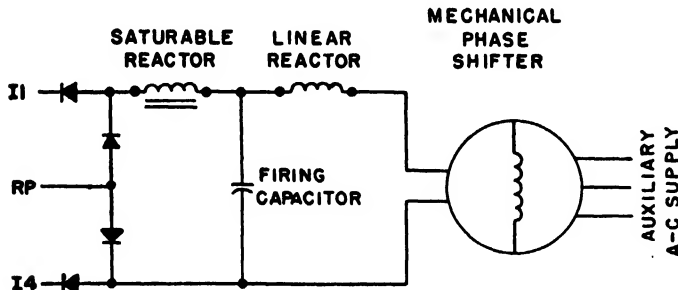 SATURABLE
REACTOR
LINEAR
REACTOR
MECHANICAL
PHASE
SHIFTER
I1
RP
I4
FIRING
CAPACITOR
AUXILIARY
A-C SUPPLY